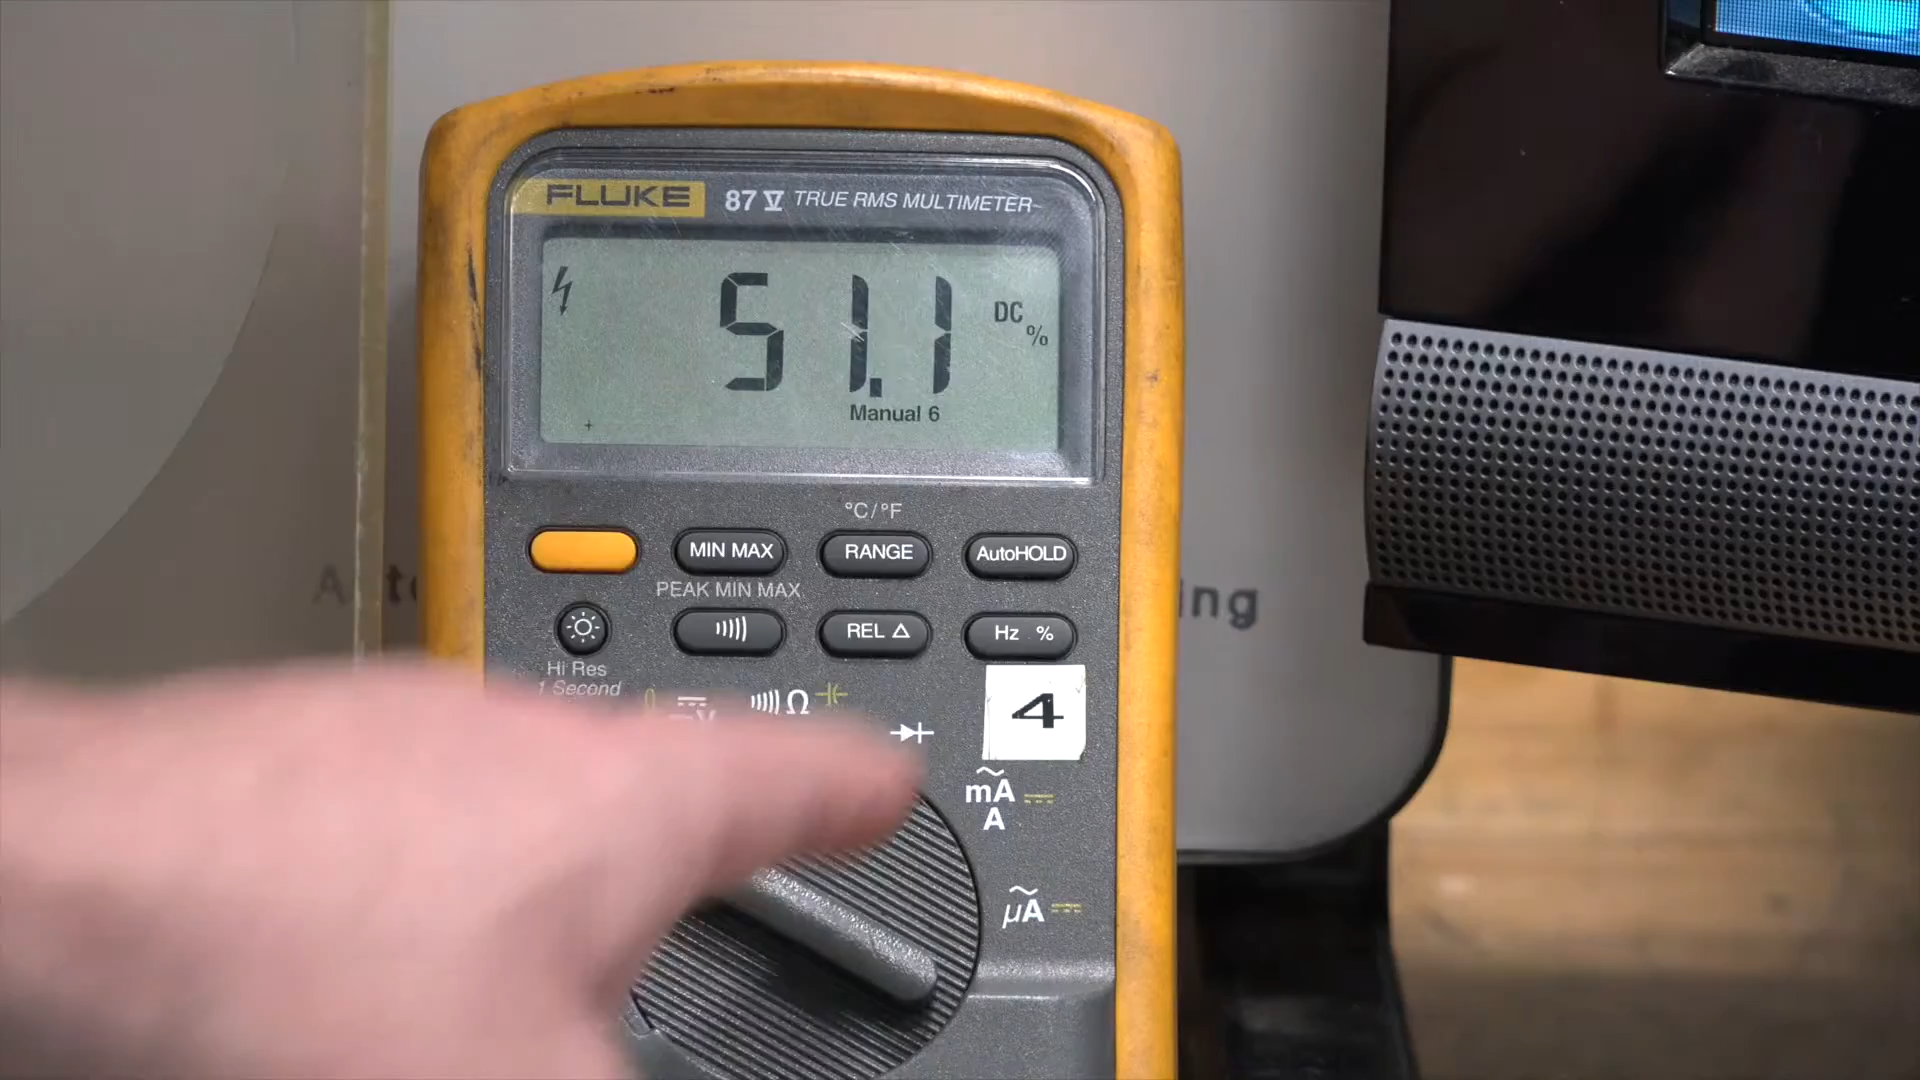 FLUKE 87 V TRUE RMS MULTIMETER
51.1 DC %
Manual 6
°C/°F
MIN MAX RANGE AutoHOLD
PEAK MIN MAX
REL △ Hz %
Hi Res
1 Second
Ω
4
mA
A
µA
ing